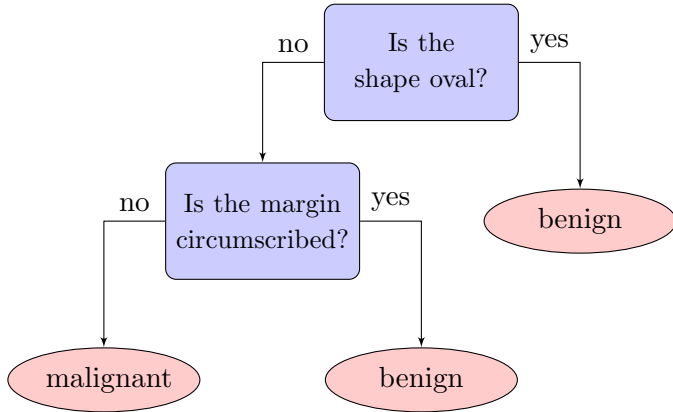 Is the
shape oval?
no
yes
Is the margin
circumscribed?
no
yes
benign
malignant
benign